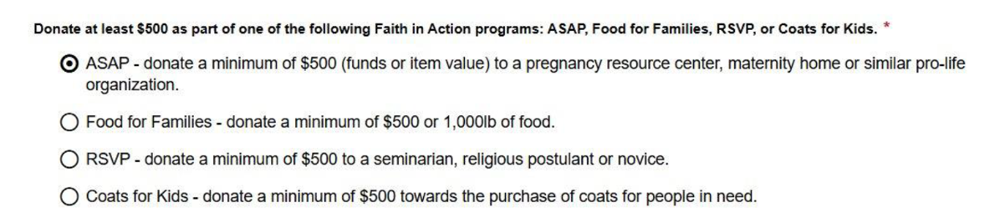 Donate at least $500 as part of one of the following Faith in Action programs: ASAP, Food for Families, RSVP, or Coats for Kids. *
ASAP - donate a minimum of $500 (funds or item value) to a pregnancy resource center, maternity home or similar pro-life
organization.
Food for Families - donate a minimum of $500 or 1,000lb of food.
RSVP - donate a minimum of $500 to a seminarian, religious postulant or novice.
Coats for Kids - donate a minimum of $500 towards the purchase of coats for people in need.